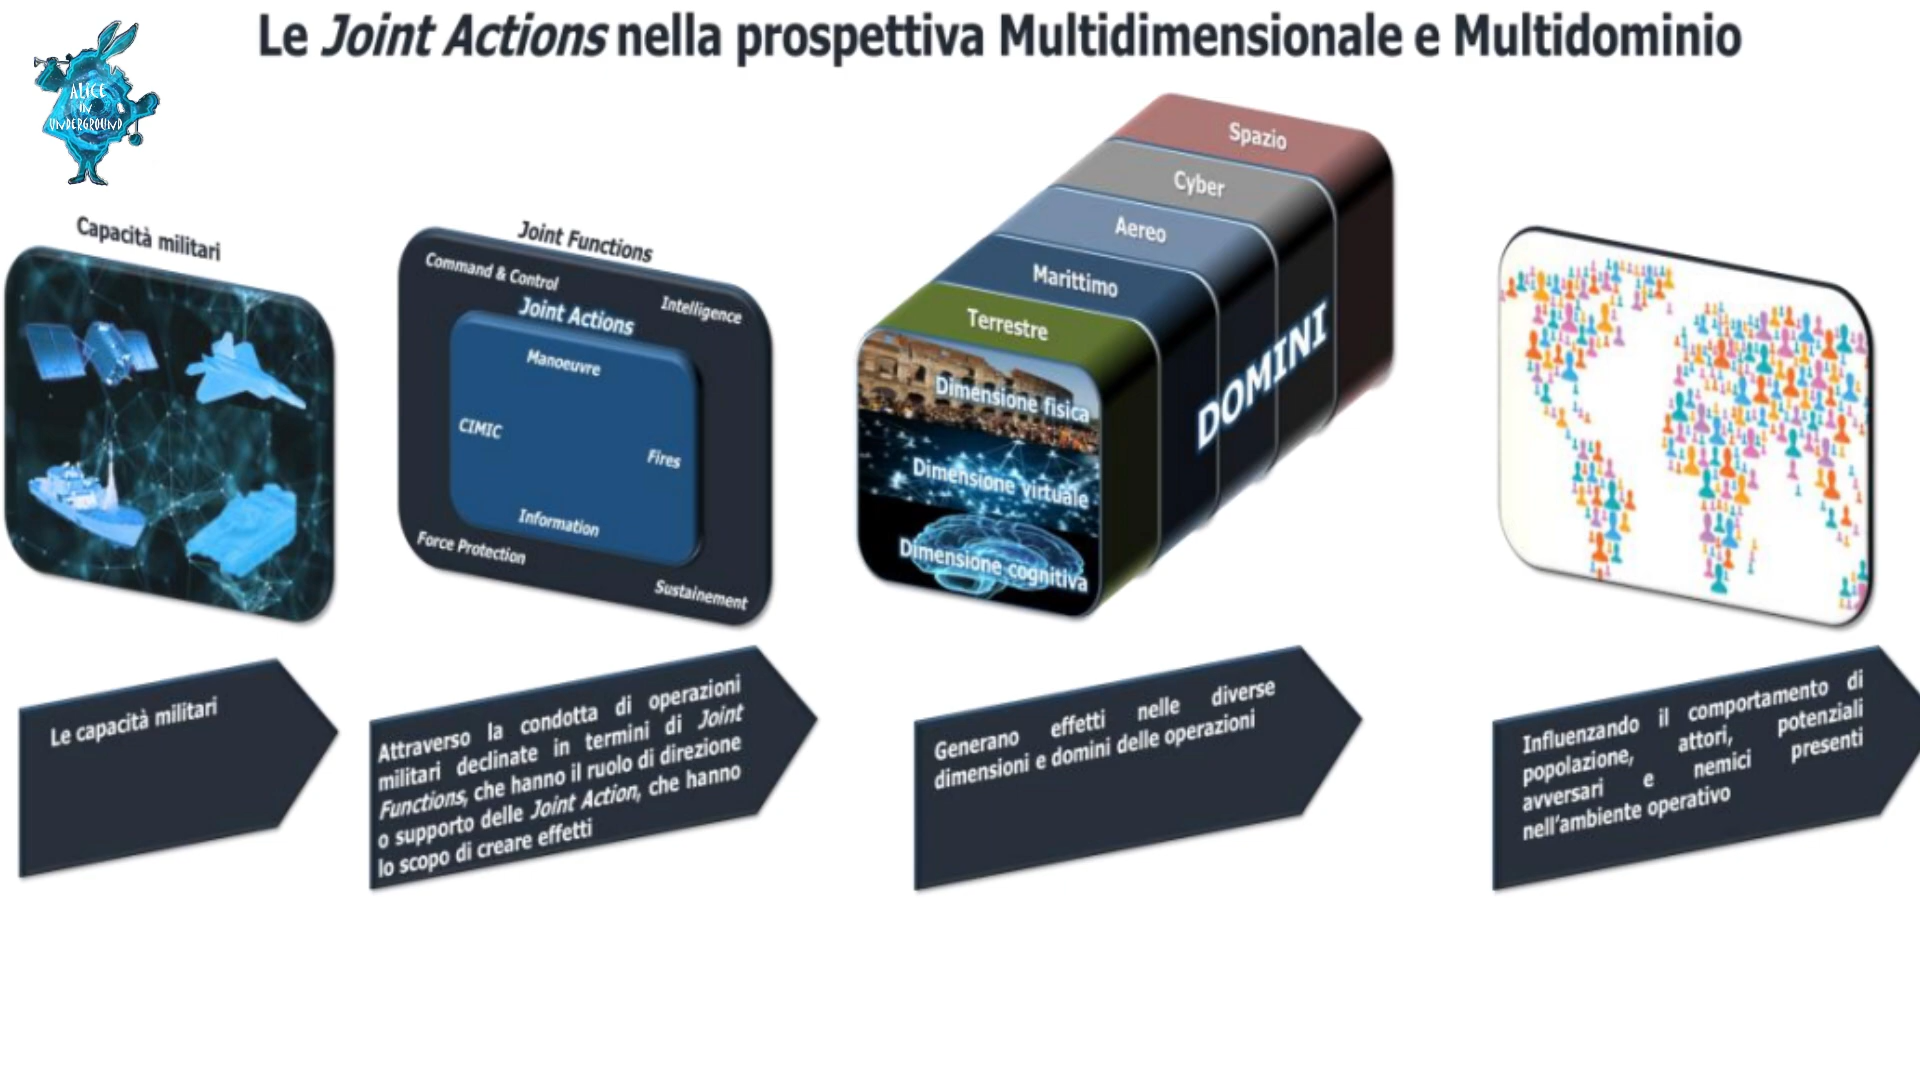 Le Joint Actions nella prospettiva Multidimensionale e Multidominio
ALICE
IN
UNDERGROUND
Capacità militari
Joint Functions
Command & Control
Intelligence
Joint Actions
Manoeuvre
CIMIC
Fires
Information
Force Protection
Sustainement
Spazio
Cyber
Aereo
Marittimo
Terrestre
DOMINI
Dimensione fisica
Dimensione virtuale
Dimensione cognitiva
Le capacità militari
Attraverso la condotta di operazioni
militari declinate in termini di Joint
Functions, che hanno il ruolo di direzione
o supporto delle Joint Action, che hanno
lo scopo di creare effetti
Generano effetti nelle diverse
dimensioni e domini delle operazioni
Influenzando il comportamento di
popolazione, attori, potenziali
avversari e nemici presenti
nell'ambiente operativo